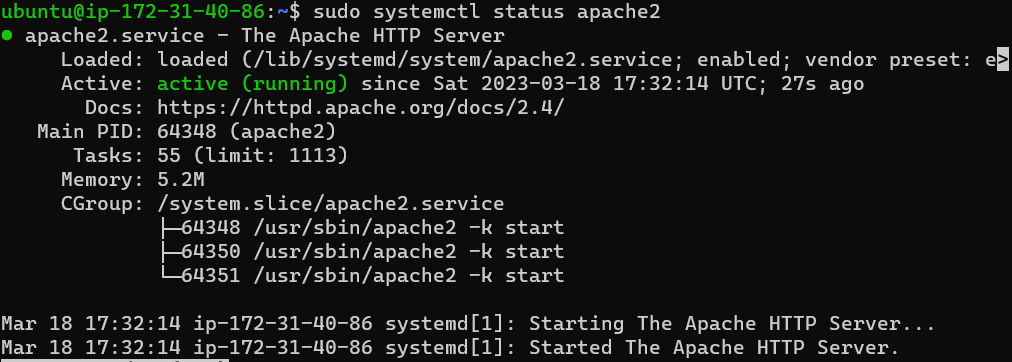 ubuntu@ip-172-31-40-86:~$ sudo systemctl status apache2
● apache2.service - The Apache HTTP Server
     Loaded: loaded (/lib/systemd/system/apache2.service; enabled; vendor preset: e>
     Active: active (running) since Sat 2023-03-18 17:32:14 UTC; 27s ago
       Docs: https://httpd.apache.org/docs/2.4/
   Main PID: 64348 (apache2)
      Tasks: 55 (limit: 1113)
     Memory: 5.2M
     CGroup: /system.slice/apache2.service
             ├─64348 /usr/sbin/apache2 -k start
             ├─64350 /usr/sbin/apache2 -k start
             └─64351 /usr/sbin/apache2 -k start
Mar 18 17:32:14 ip-172-31-40-86 systemd[1]: Starting The Apache HTTP Server...
Mar 18 17:32:14 ip-172-31-40-86 systemd[1]: Started The Apache HTTP Server.